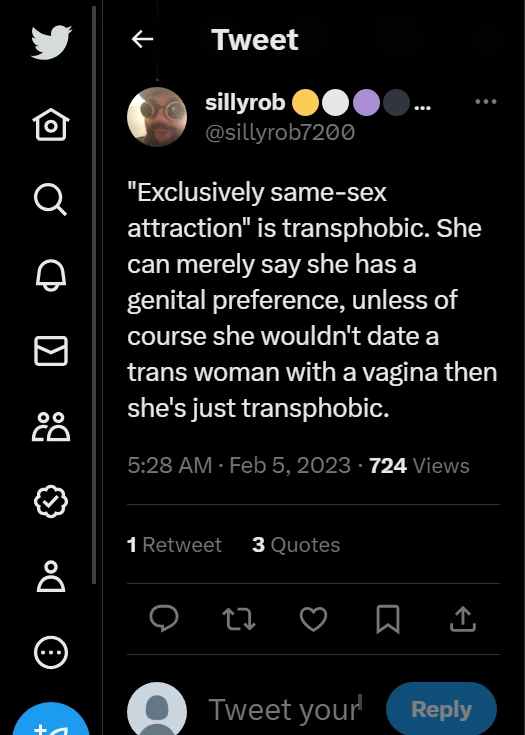 Tweet
sillyrob 🟡⚪🟣⚫...
@sillyrob7200
"Exclusively same-sex
attraction" is transphobic. She
can merely say she has a
genital preference, unless of
course she wouldn't date a
trans woman with a vagina then
she's just transphobic.
5:28 AM · Feb 5, 2023 · 724 Views
1 Retweet 3 Quotes
Tweet your
Reply